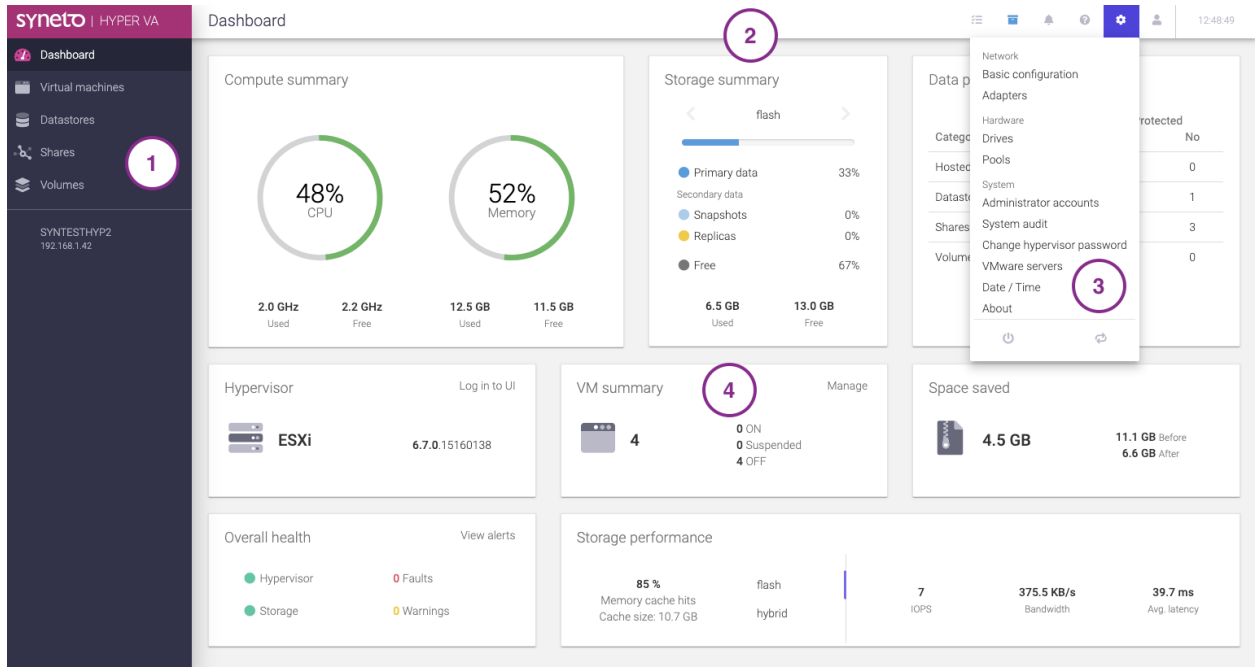 syneto | HYPER VA
Dashboard
12:48:49
Dashboard
Virtual machines
Datastores
Shares
Volumes
1
SYNTESTHYP2
192.168.1.42
2
Compute summary
48%
CPU
52%
Memory
2.0 GHz 2.2 GHz 12.5 GB 11.5 GB
Used Free Used Free
Storage summary
flash
Primary data 33%
Secondary data
Snapshots 0%
Replicas 0%
Free 67%
6.5 GB 13.0 GB
Used Free
Data
No
0
1
Shares 3
0
Network
Basic configuration
Adapters
Hardware
Drives
Pools
System
Administrator accounts
System audit
Change hypervisor password
VMware servers
Date / Time
About
3
Hypervisor Log in to UI
ESXi 6.7.0.15160138
VM summary 4 Manage
4
0 ON
0 Suspended
4 OFF
Space saved
4.5 GB
11.1 GB Before
6.6 GB After
Overall health View alerts
Hypervisor 0 Faults
Storage 0 Warnings
Storage performance
85 %
Memory cache hits
Cache size: 10.7 GB
flash
hybrid
7 375.5 KB/s 39.7 ms
IOPS Bandwidth Avg. latency